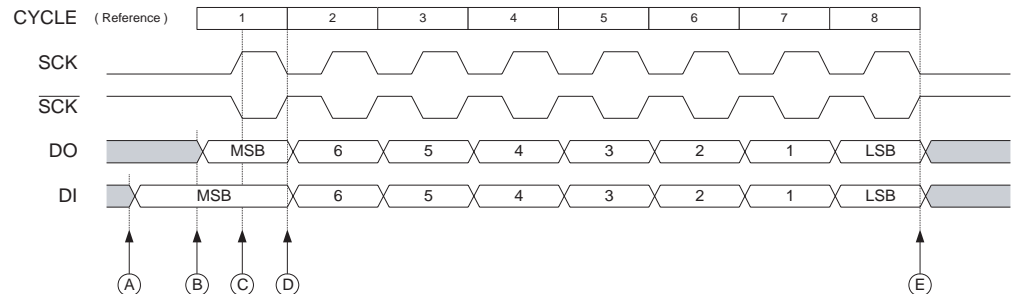 CYCLE ( Reference ) 1 2 3 4 5 6 7 8
SCK
SCK
DO MSB 6 5 4 3 2 1 LSB
DI MSB 6 5 4 3 2 1 LSB
A B C D E